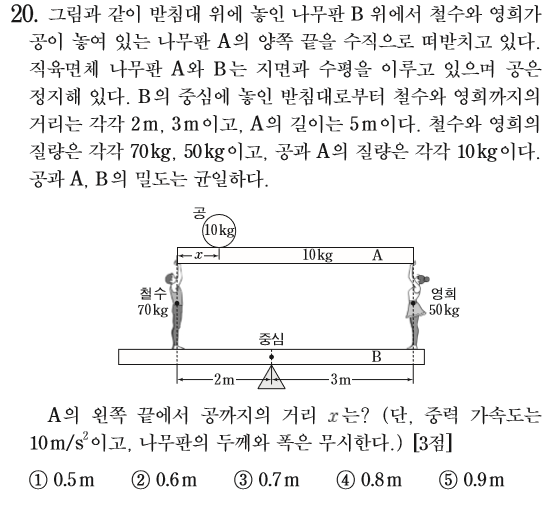 20. 그림과 같이 받침대 위에 놓인 나무판 B 위에서 철수와 영희가
공이 놓여 있는 나무판 A의 양쪽 끝을 수직으로 떠받치고 있다.
직육면체 나무판 A와 B는 지면과 수평을 이루고 있으며 공은
정지해 있다. B의 중심에 놓인 받침대로부터 철수와 영희까지의
거리는 각각 2m, 3m이고, A의 길이는 5m이다. 철수와 영희의
질량은 각각 70kg, 50kg이고, 공과 A의 질량은 각각 10kg이다.
공과 A, B의 밀도는 균일하다.
공
10kg
x
10kg A
철수
70kg
영희
50kg
중심
B
2m 3m
A의 왼쪽 끝에서 공까지의 거리 x는? (단, 중력 가속도는
10m/s²이고, 나무판의 두께와 폭은 무시한다.) [3점]
① 0.5m ② 0.6m ③ 0.7m ④ 0.8m ⑤ 0.9m